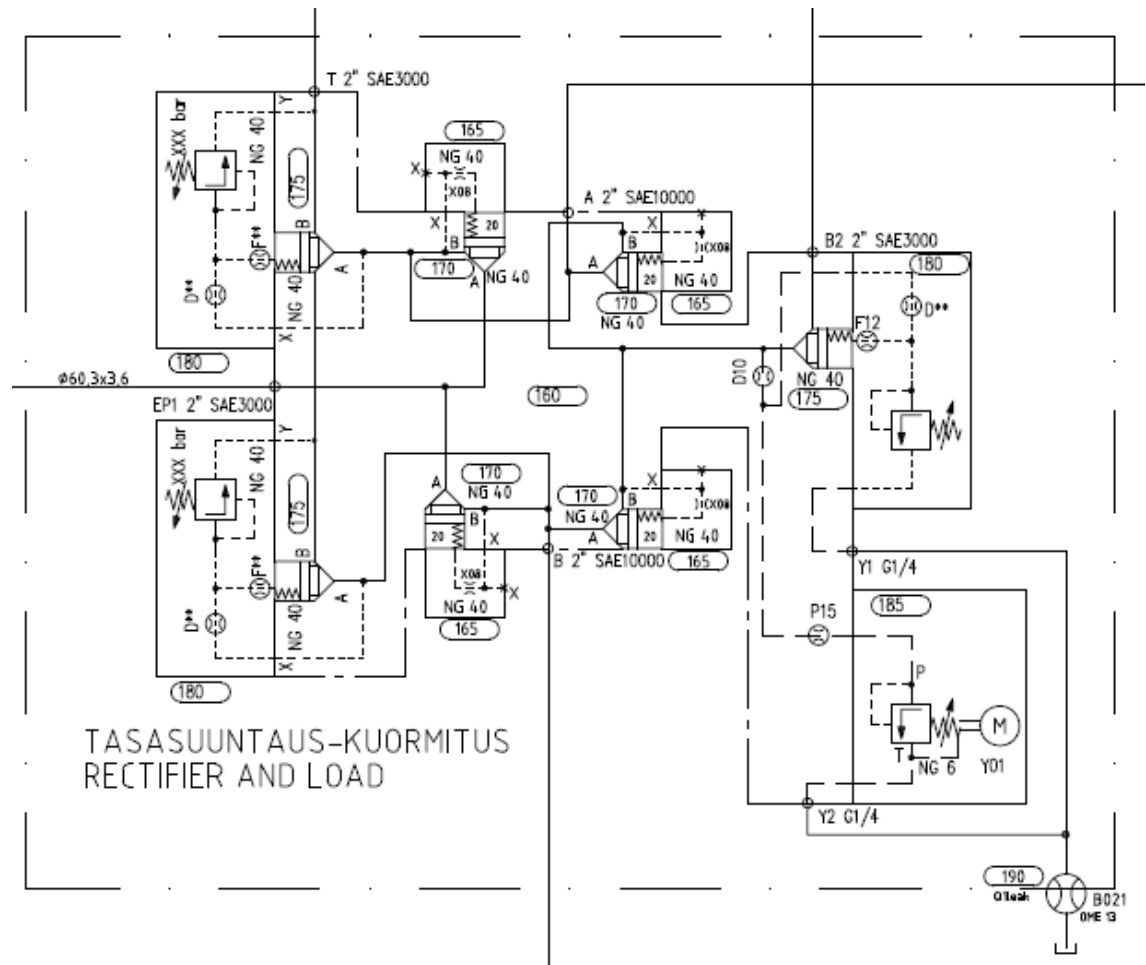 T 2" SAE3000
XXX bar
Y
NG 40
175
165
NG 40
X
X08
X
20
B
A
F**
B
A
170
NG 40
D**
NG 40
X
180
A 2" SAE10000
X
B
X08
A
20
NG 40
170
165
NG 40
B2 2" SAE3000
180
D**
F12
D10
NG 40
175
Ø60,3x3,6
160
EP1 2" SAE3000
XXX bar
Y
NG 40
175
A
170
NG 40
B
20
X
X08
X
NG 40
165
170
X
B
X08
NG 40
A
20
NG 40
B 2" SAE10000
165
F**
B
A
D**
NG 40
X
180
Y1 G1/4
185
P15
P
M
T
NG 6
Y01
Y2 G1/4
TASASUUNTAUS-KUORMITUS
RECTIFIER AND LOAD
190
Qlleak
B021
OME 13